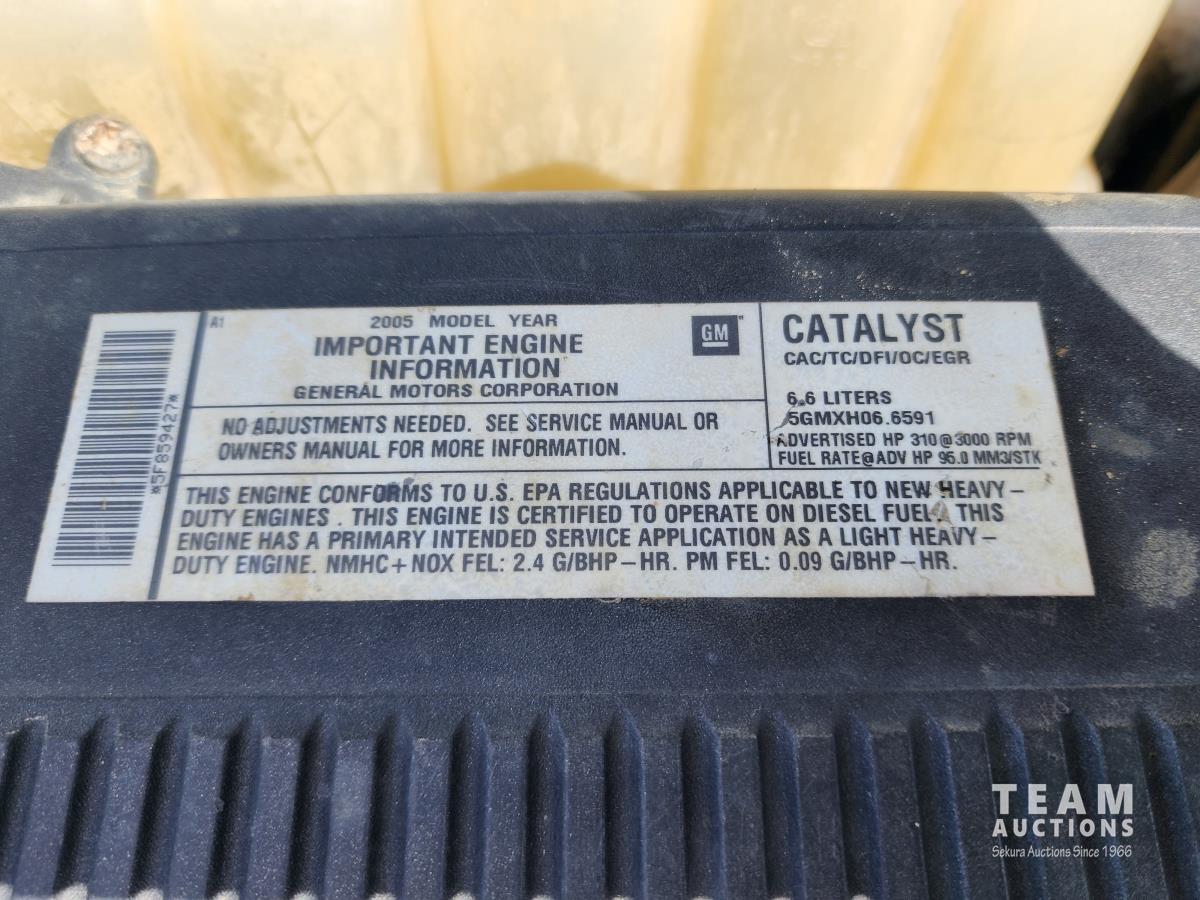 *5F859427*
A1
2005 MODEL YEAR
IMPORTANT ENGINE
INFORMATION
GENERAL MOTORS CORPORATION
GM
NO ADJUSTMENTS NEEDED. SEE SERVICE MANUAL OR
OWNERS MANUAL FOR MORE INFORMATION.
CATALYST
CAC/TC/DFI/OC/EGR
6.6 LITERS
5GMXH06.6591
ADVERTISED HP 310@3000 RPM
FUEL RATE@ADV HP 95.0 MM3/STK
THIS ENGINE CONFORMS TO U.S. EPA REGULATIONS APPLICABLE TO NEW HEAVY-
DUTY ENGINES . THIS ENGINE IS CERTIFIED TO OPERATE ON DIESEL FUEL. THIS
ENGINE HAS A PRIMARY INTENDED SERVICE APPLICATION AS A LIGHT HEAVY-
DUTY ENGINE. NMHC+NOX FEL: 2.4 G/BHP-HR. PM FEL: 0.09 G/BHP-HR.
TEAM
AUCTIONS
Sekura Auctions Since 1966